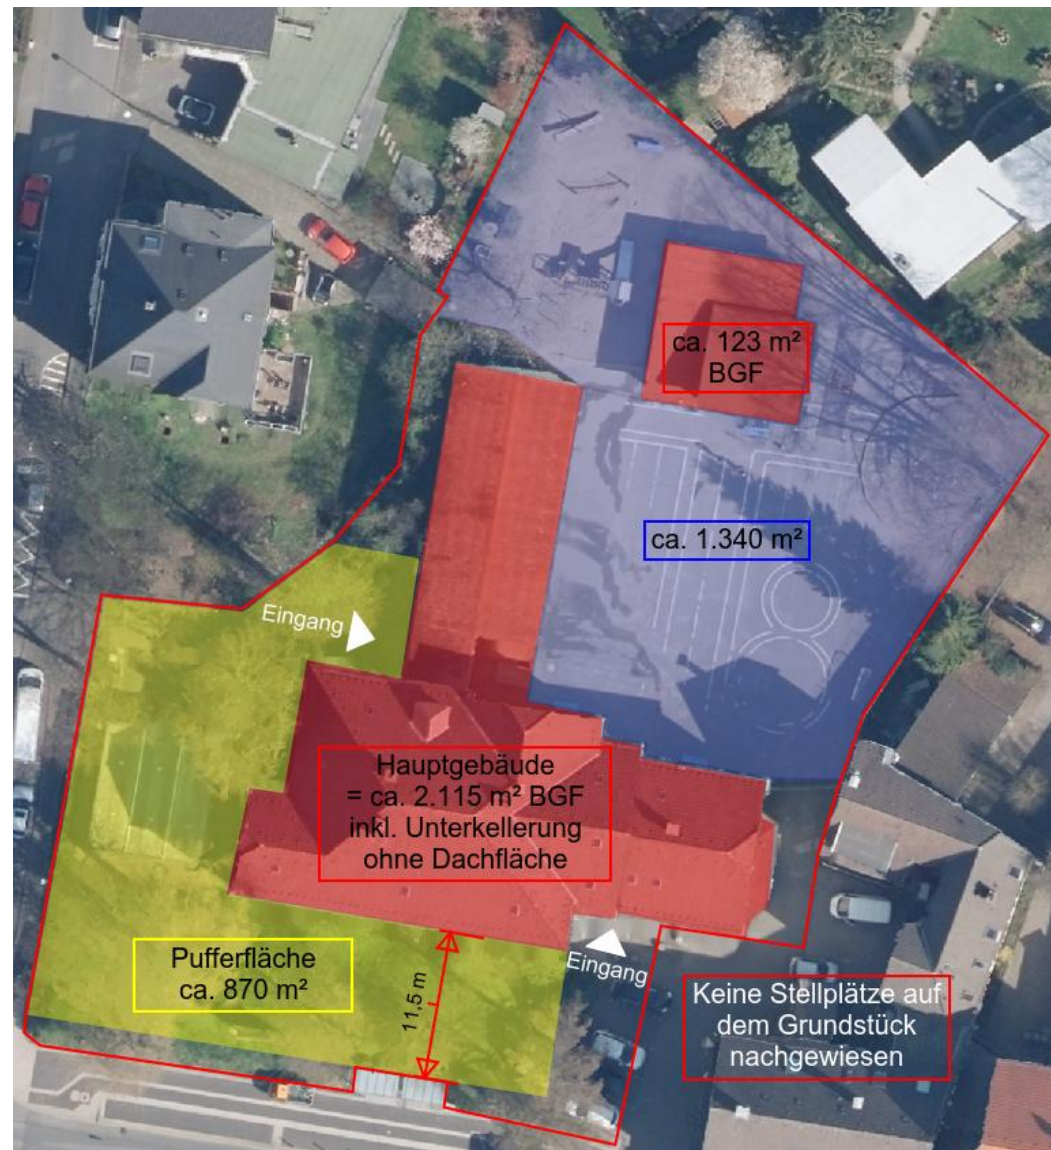 ca. 123 m²
BGF
ca. 1.340 m²
Eingang
Hauptgebäude
= ca. 2.115 m² BGF
inkl. Unterkellerung
ohne Dachfläche
Pufferfläche
ca. 870 m²
11,5 m
Eingang
Keine Stellplätze auf
dem Grundstück
nachgewiesen